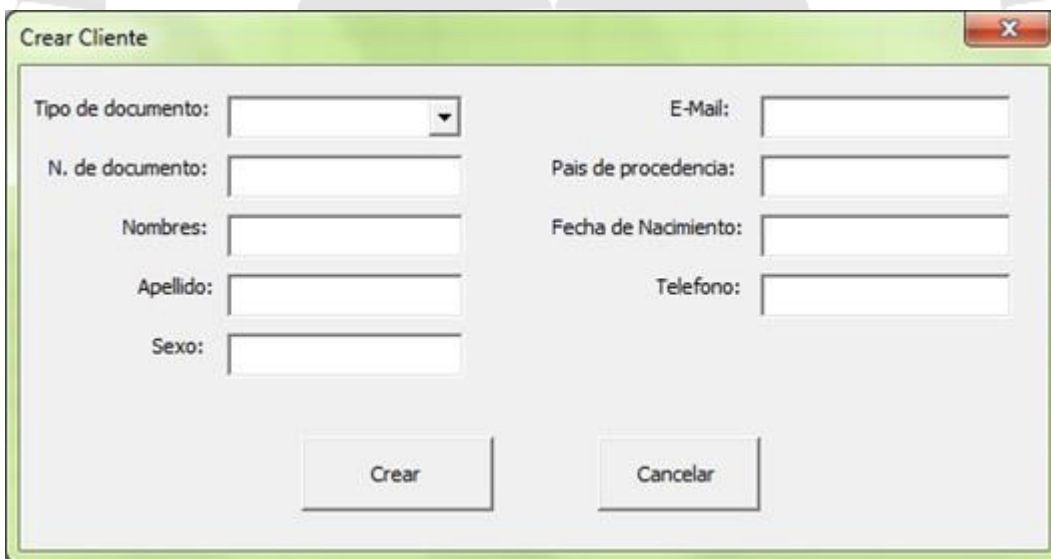 Crear Cliente
Tipo de documento:
N. de documento:
Nombres:
Apellido:
Sexo:
E-Mail:
Pais de procedencia:
Fecha de Nacimiento:
Telefono:
Crear
Cancelar